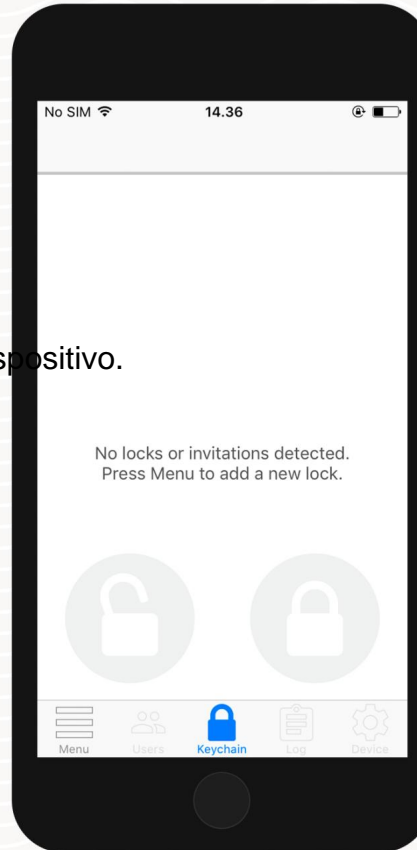 No SIM 14.36
spositivo.
No locks or invitations detected.
Press Menu to add a new lock.
Menu Users Keychain Log Device